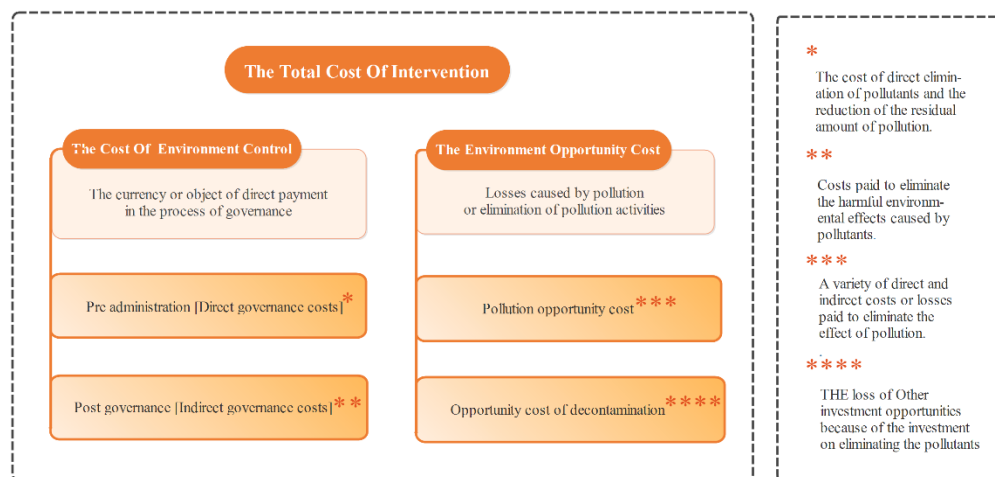 The Total Cost Of Intervention
The Cost Of Environment Control
The currency or object of direct payment
in the process of governance
Pre administration [Direct governance costs]*
Post governance [Indirect governance costs]**
The Environment Opportunity Cost
Losses caused by pollution
or elimination of pollution activities
Pollution opportunity cost***
Opportunity cost of decontamination****
*
The cost of direct elimin-
ation of pollutants and the
reduction of the residual
amount of pollution.
**
Costs paid to eliminate
the harmful environm-
ental effects caused by
pollutants.
***
A variety of direct and
indirect costs or losses
paid to eliminate the
effect of pollution.
.
****
THE loss of Other
investment opportunities
because of the investment
on eliminating the pollutants